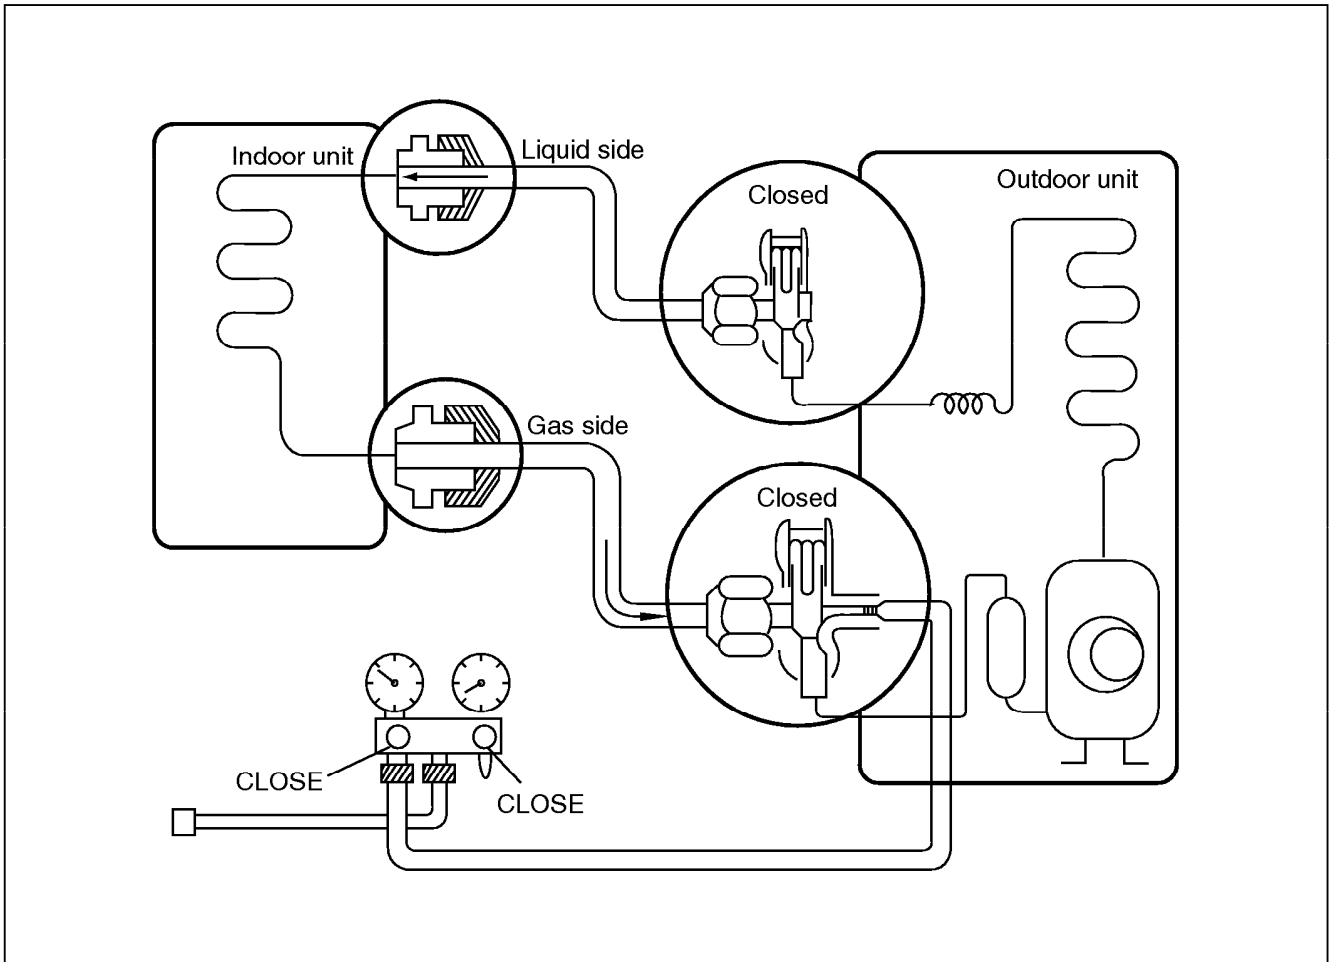 Indoor unit
Liquid side
Closed
Outdoor unit
Gas side
Closed
CLOSE
CLOSE